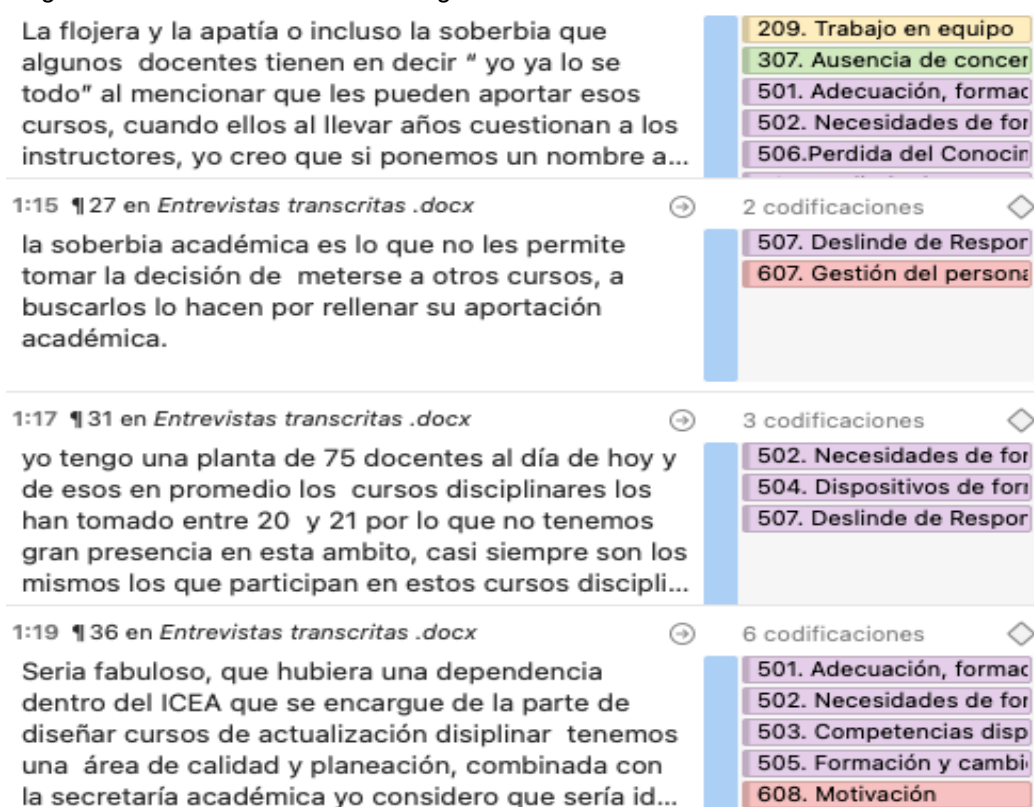 La flojera y la apatía o incluso la soberbia que
algunos docentes tienen en decir “ yo ya lo se
todo” al mencionar que les pueden aportar esos
cursos, cuando ellos al llevar años cuestionan a los
instructores, yo creo que si ponemos un nombre a...
209. Trabajo en equipo
307. Ausencia de concer
501. Adecuación, formac
502. Necesidades de for
506.Perdida del Conocin
1:15 ¶ 27 en Entrevistas transcritas .docx
2 codificaciones
la soberbia académica es lo que no les permite
tomar la decisión de meterse a otros cursos, a
buscarlos lo hacen por rellenar su aportación
académica.
507. Deslinde de Respon
607. Gestión del persona
1:17 ¶ 31 en Entrevistas transcritas .docx
3 codificaciones
yo tengo una planta de 75 docentes al día de hoy y
de esos en promedio los cursos disciplinares los
han tomado entre 20 y 21 por lo que no tenemos
gran presencia en esta ambito, casi siempre son los
mismos los que participan en estos cursos discipli...
502. Necesidades de for
504. Dispositivos de forr
507. Deslinde de Respon
1:19 ¶ 36 en Entrevistas transcritas .docx
6 codificaciones
Seria fabuloso, que hubiera una dependencia
dentro del ICEA que se encargue de la parte de
diseñar cursos de actualización disiplinar tenemos
una área de calidad y planeación, combinada con
la secretaría académica yo considero que sería id...
501. Adecuación, formac
502. Necesidades de for
503. Competencias disp
505. Formación y cambi
608. Motivación